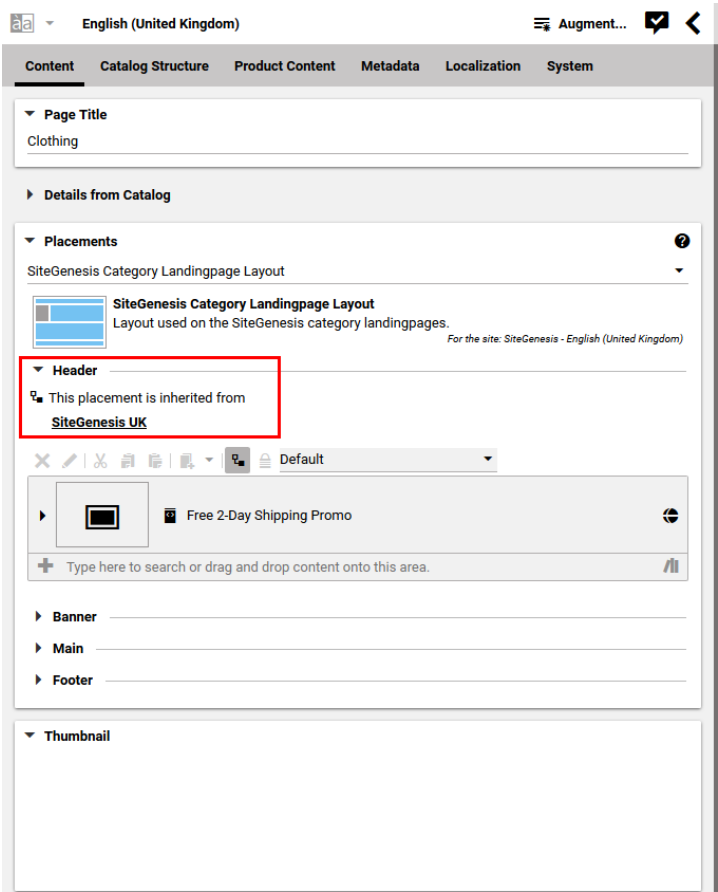 àa English (United Kingdom) Augment...
Content Catalog Structure Product Content Metadata Localization System
Page Title
Clothing
Details from Catalog
Placements
SiteGenesis Category Landingpage Layout
SiteGenesis Category Landingpage Layout
Layout used on the SiteGenesis category landingpages.
For the site: SiteGenesis - English (United Kingdom)
Header
This placement is inherited from
SiteGenesis UK
Default
Free 2-Day Shipping Promo
Type here to search or drag and drop content onto this area.
Banner
Main
Footer
Thumbnail